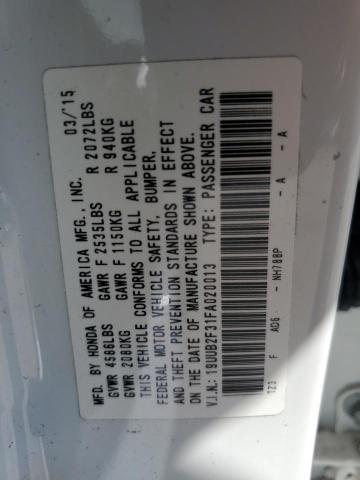 MFD. BY HONDA OF AMERICA MFG., INC. 03/'15
GVWR 4586LBS GAWR F 2535LBS R 2072LBS
GVWR 2080KG GAWR F 1150KG R 940KG
THIS VEHICLE CONFORMS TO ALL APPLICABLE
FEDERAL MOTOR VEHICLE SAFETY, BUMPER,
AND THEFT PREVENTION STANDARDS IN EFFECT
ON THE DATE OF MANUFACTURE SHOWN ABOVE.
V.I.N.: 19UUB2F31FA020013 TYPE: PASSENGER CAR
TZ3 F AD6 - NH788P - A - A